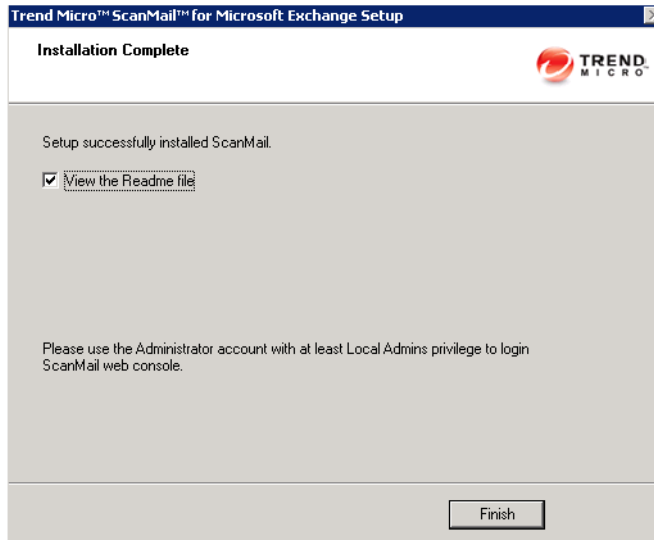 Trend Micro™ ScanMail™ for Microsoft Exchange Setup
Installation Complete
TREND
MICRO™
Setup successfully installed ScanMail.
View the Readme file
Please use the Administrator account with at least Local Admins privilege to login
ScanMail web console.
Finish